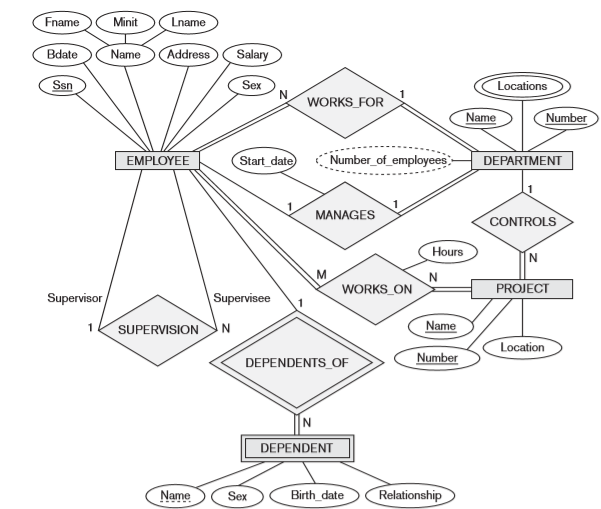 Fname
Minit
Lname
Bdate
Name
Address
Salary
Ssn
Sex
N
WORKS_FOR
1
Locations
Name
Number
EMPLOYEE
Start_date
Number_of_employees
DEPARTMENT
1
MANAGES
1
1
CONTROLS
N
Hours
M
WORKS_ON
N
PROJECT
Supervisor
Supervisee
1
SUPERVISION
N
1
Name
Number
Location
DEPENDENTS_OF
N
DEPENDENT
Name
Sex
Birth_date
Relationship